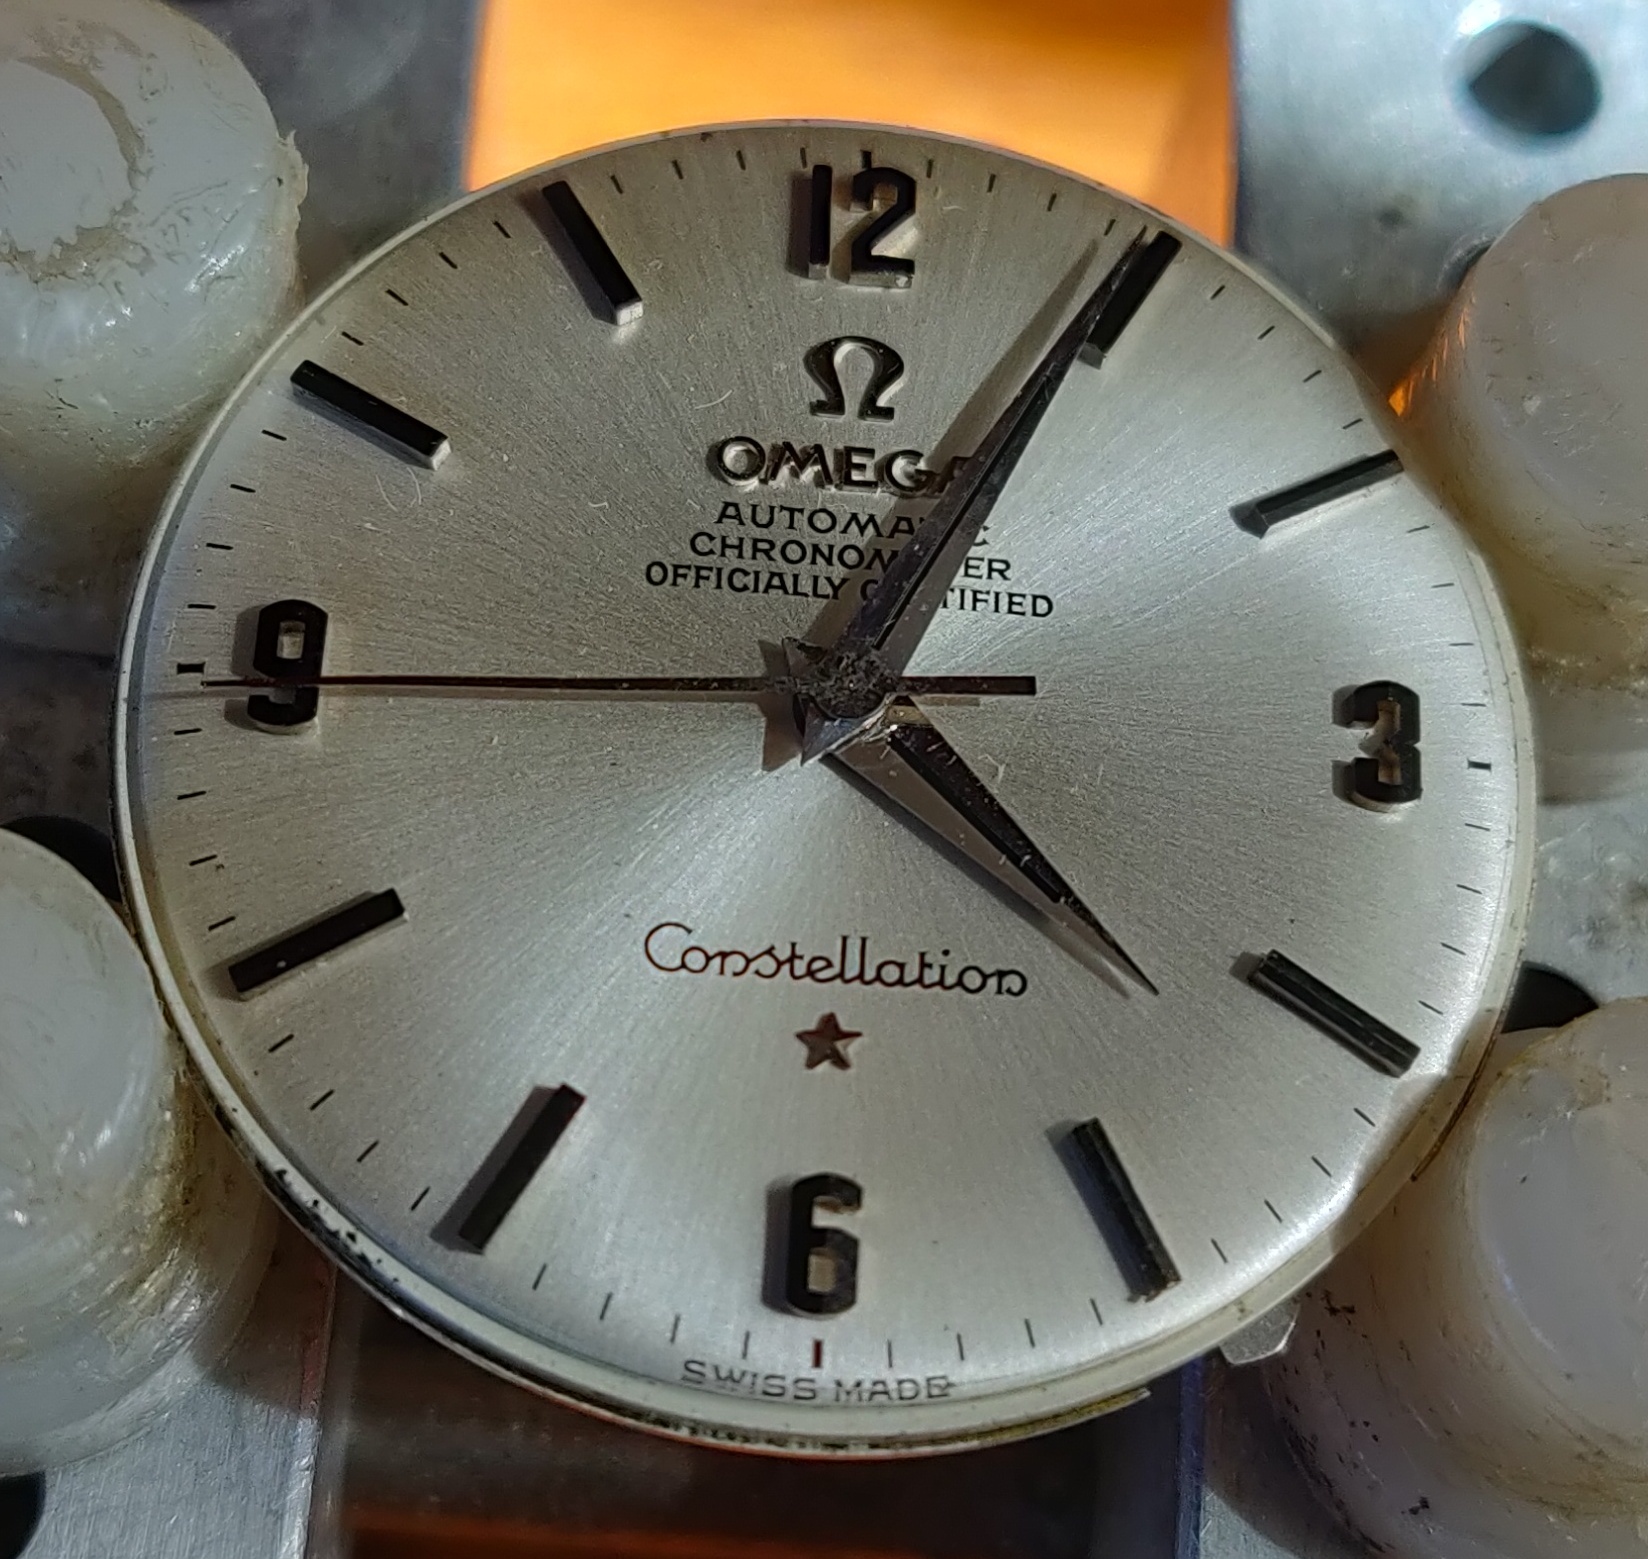 12
Ω
OMEGA
AUTOMATIC
CHRONOMETER
OFFICIALLY CERTIFIED
9
3
Constellation
6
SWISS MADE